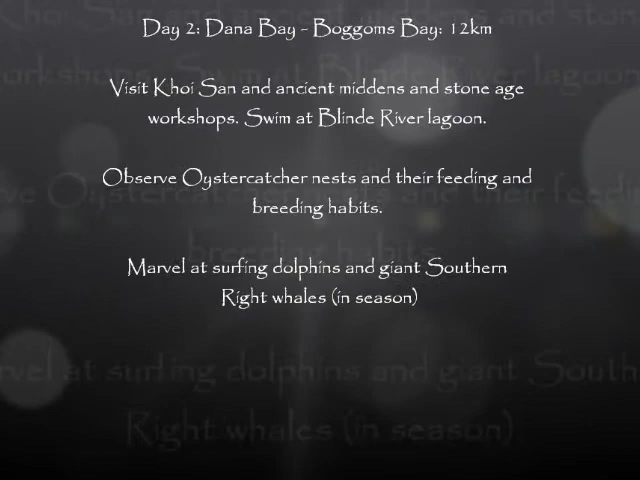 Day 2: Dana Bay - Boggoms Bay: 12km
Visit Khoi San and ancient middens and stone age
workshops. Swim at Blinde River lagoon.
Observe Oystercatcher nests and their feeding and
breeding habits.
Marvel at surfing dolphins and giant Southern
Right whales (in season)